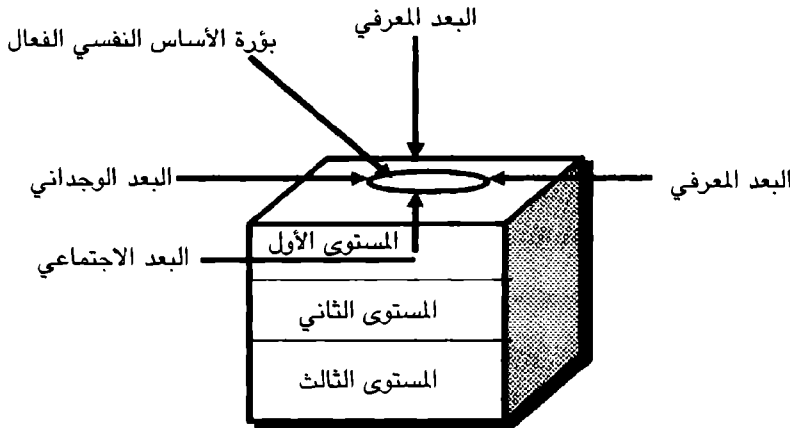 البعد المعرفي
بؤرة الأساس النفسي الفعال
البعد المعرفي
البعد الوجداني
المستوى الأول
البعد الاجتماعي
المستوى الثاني
المستوى الثالث